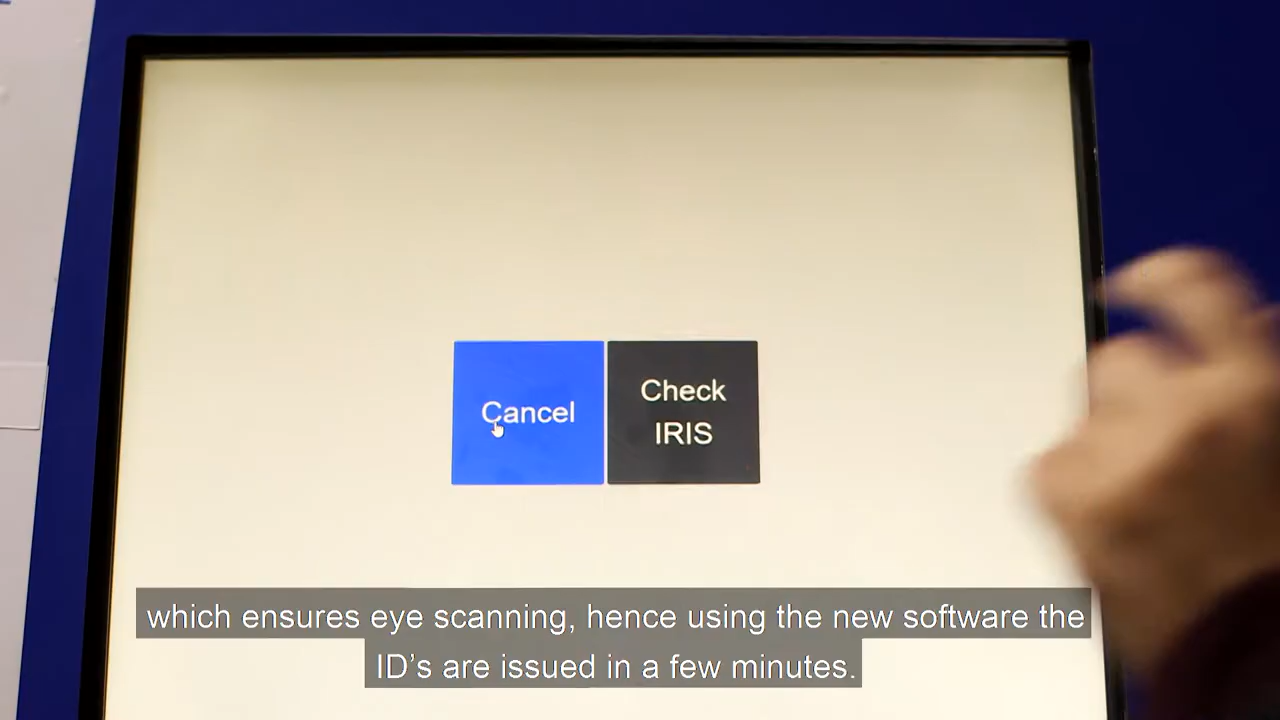 Cancel
Check
IRIS
which ensures eye scanning, hence using the new software the
ID’s are issued in a few minutes.